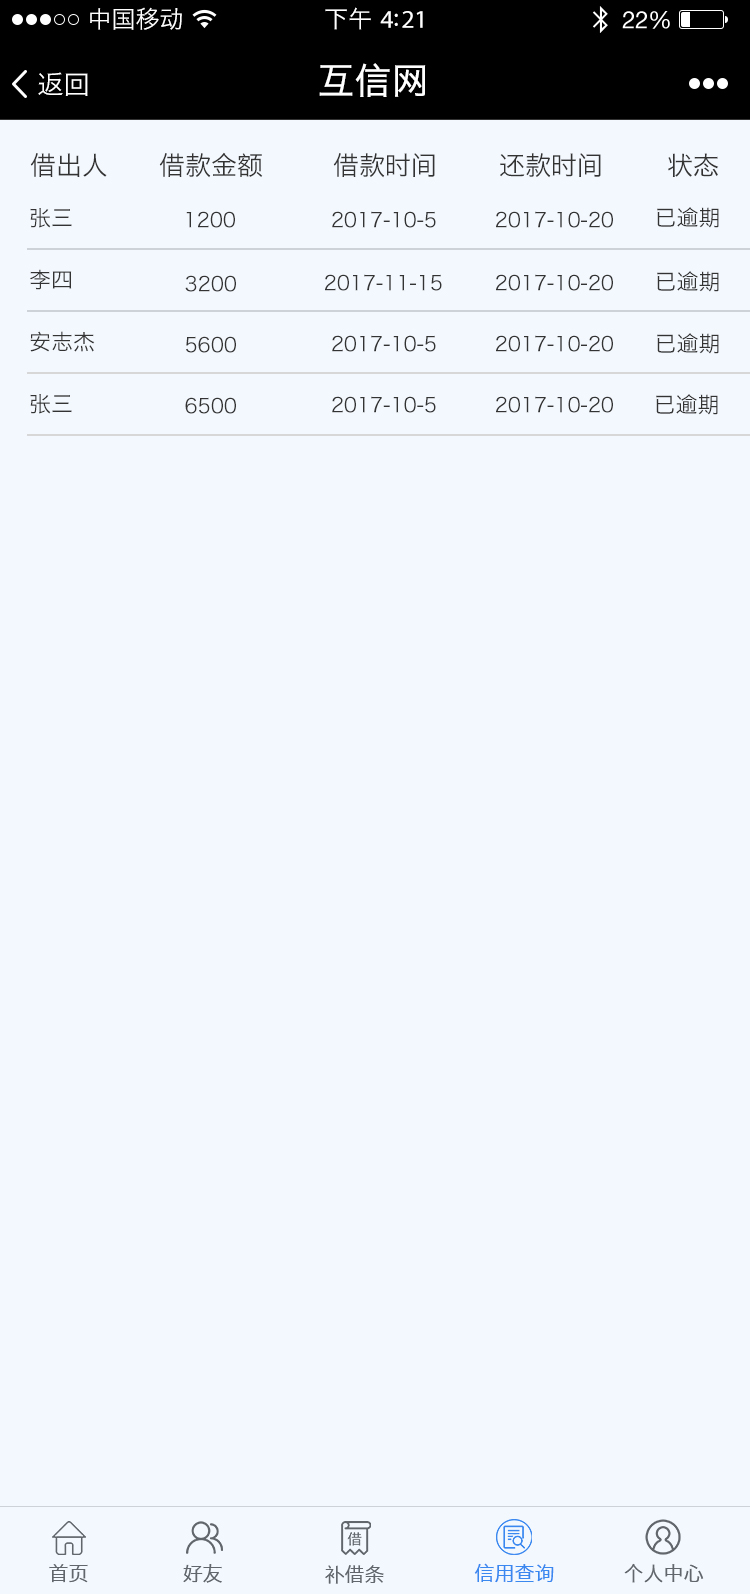 中国移动 下午 4:21 22%
返回 互信网
借出人 借款金额 借款时间 还款时间 状态
张三 1200 2017-10-5 2017-10-20 已逾期
李四 3200 2017-11-15 2017-10-20 已逾期
安志杰 5600 2017-10-5 2017-10-20 已逾期
张三 6500 2017-10-5 2017-10-20 已逾期
借
首页 好友 补借条 信用查询 个人中心